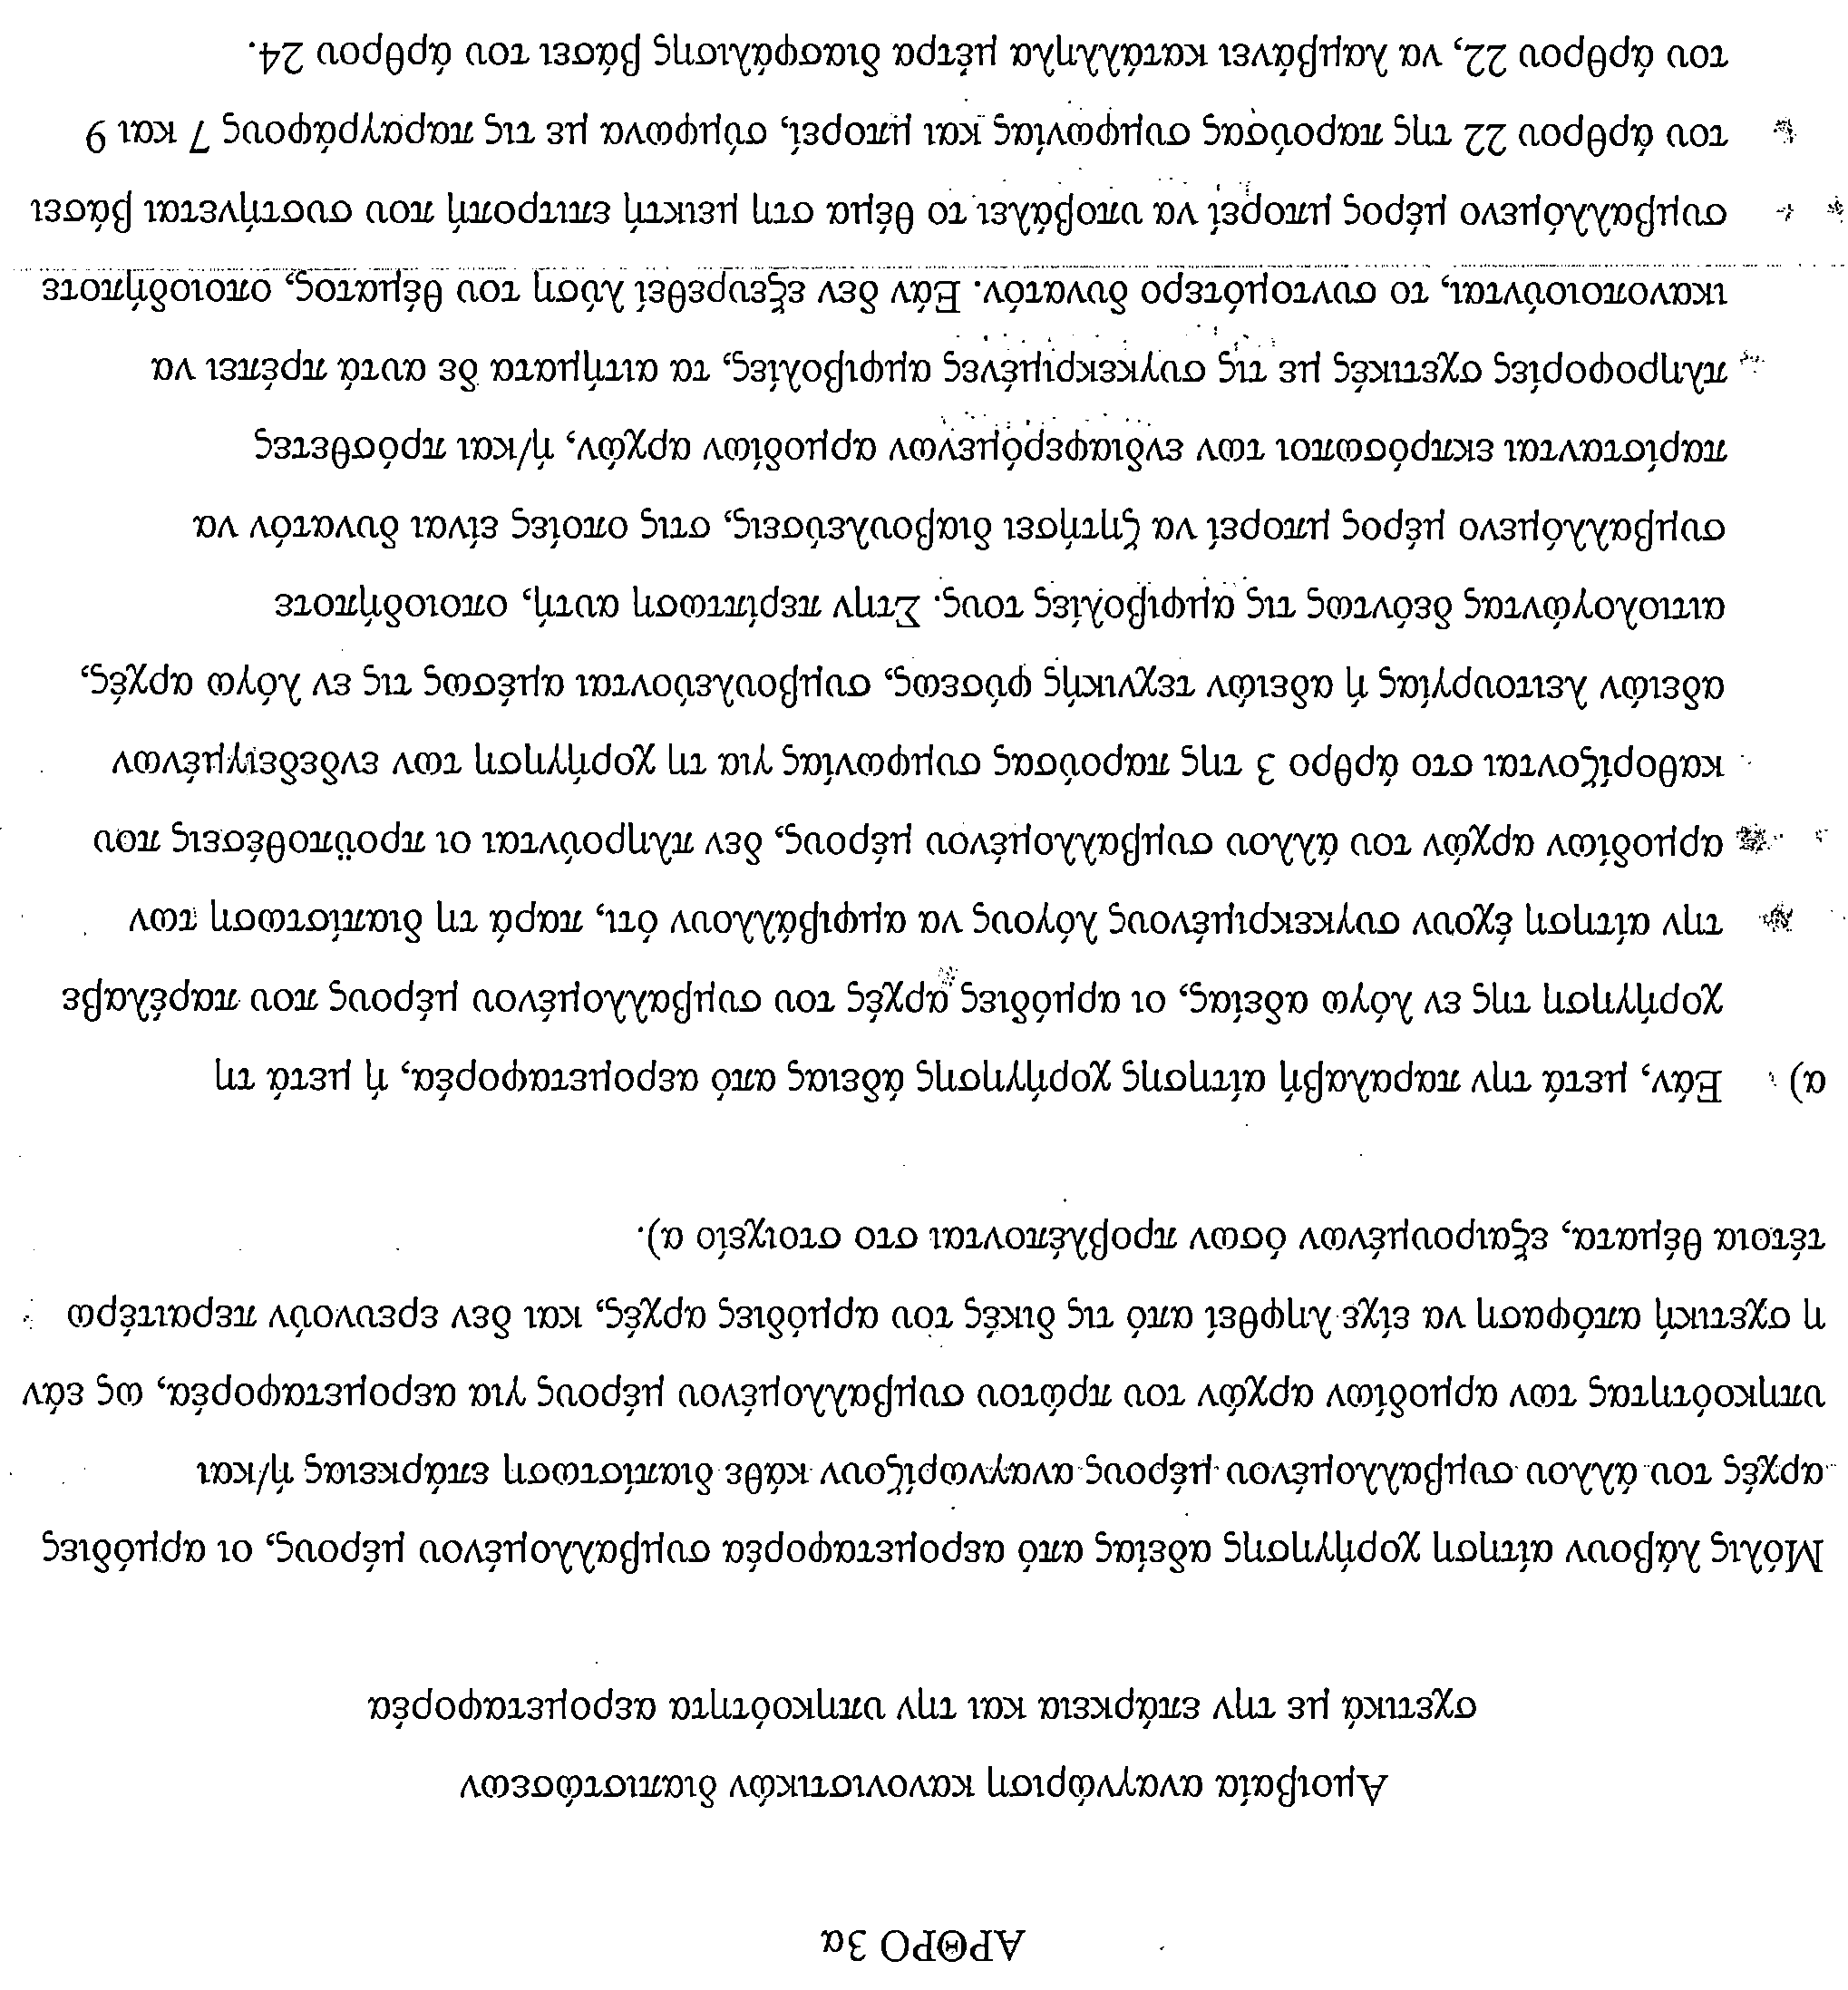 ΑΡΘΡΟ 3α
Αμοιβαία αναγνώριση κανονιστικών διαπιστώσεων
σχετικά με την επάρκεια και την υπηκοότητα αερομεταφορέα
Μόλις λάβουν αίτηση χορήγησης αδείας από αερομεταφορέα συμβαλλομένου μέρους, οι αρμόδιες
αρχές του άλλου συμβαλλομένου μέρους αναγνωρίζουν κάθε διαπίστωση επάρκειας ή/και
υπηκοότητας των αρμοδίων αρχών του πρώτου συμβαλλομένου μέρους για αερομεταφορέα, ως εάν
η σχετική απόφαση να είχε ληφθεί από τις δικές του αρμόδιες αρχές, και δεν ερευνούν περαιτέρω
τέτοια θέματα, εξαιρουμένων όσων προβλέπονται στο στοιχείο α).
α) Εάν, μετά την παραλαβή αίτησης χορήγησης άδειας από αερομεταφορέα, ή μετά τη
χορήγηση της εν λόγω αδείας, οι αρμόδιες αρχές του συμβαλλομένου μέρους που παρέλαβε
την αίτηση έχουν συγκεκριμένους λόγους να αμφιβάλλουν ότι, παρά τη διαπίστωση των
αρμοδίων αρχών του άλλου συμβαλλομένου μέρους, δεν πληρούνται οι προϋποθέσεις που
καθορίζονται στο άρθρο 3 της παρούσας συμφωνίας για τη χορήγηση των ενδεδειγμένων
αδειών λειτουργίας ή αδειών τεχνικής φύσεως, συμβουλεύονται αμέσως τις εν λόγω αρχές,
αιτιολογώντας δεόντως τις αμφιβολίες τους. Στην περίπτωση αυτή, οποιοδήποτε
συμβαλλόμενο μέρος μπορεί να ζητήσει διαβουλεύσεις, στις οποίες είναι δυνατόν να
παρίστανται εκπρόσωποι των ενδιαφερόμενων αρμοδίων αρχών, ή/και πρόσθετες
πληροφορίες σχετικές με τις συγκεκριμένες αμφιβολίες, τα αιτήματα δε αυτά πρέπει να
ικανοποιούνται, το συντομότερο δυνατόν. Εάν δεν εξευρεθεί λύση του θέματος, οποιοδήποτε
συμβαλλόμενο μέρος μπορεί να υποβάλει το θέμα στη μεικτή επιτροπή που συστήνεται βάσει
του άρθρου 22 της παρούσας συμφωνίας και μπορεί, σύμφωνα με τις παραγράφους 7 και 9
του άρθρου 22, να λαμβάνει κατάλληλα μέτρα διασφάλισης βάσει του άρθρου 24.